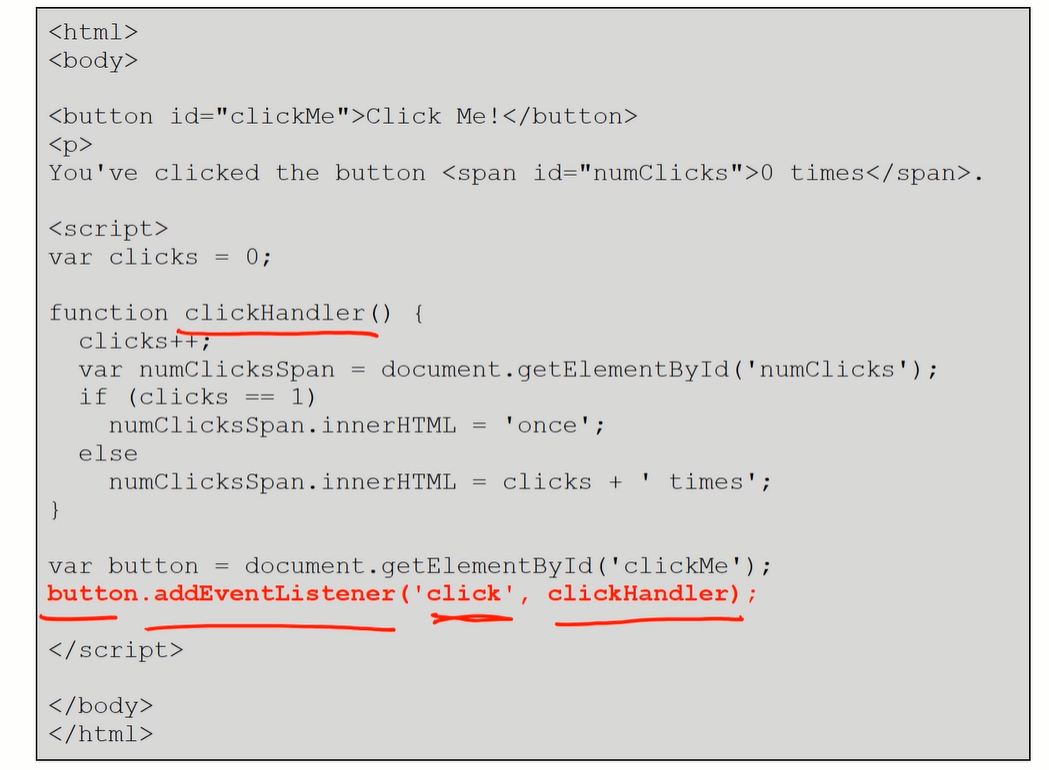 <html>
<body>
<button id="clickMe">Click Me!</button>
<p>
You've clicked the button <span id="numClicks">0 times</span>.
<script>
var clicks = 0;
function clickHandler() {
  clicks++;
  var numClicksSpan = document.getElementById('numClicks');
  if (clicks == 1)
    numClicksSpan.innerHTML = 'once';
  else
    numClicksSpan.innerHTML = clicks + ' times';
}
var button = document.getElementById('clickMe');
button.addEventListener('click', clickHandler);
</script>
</body>
</html>